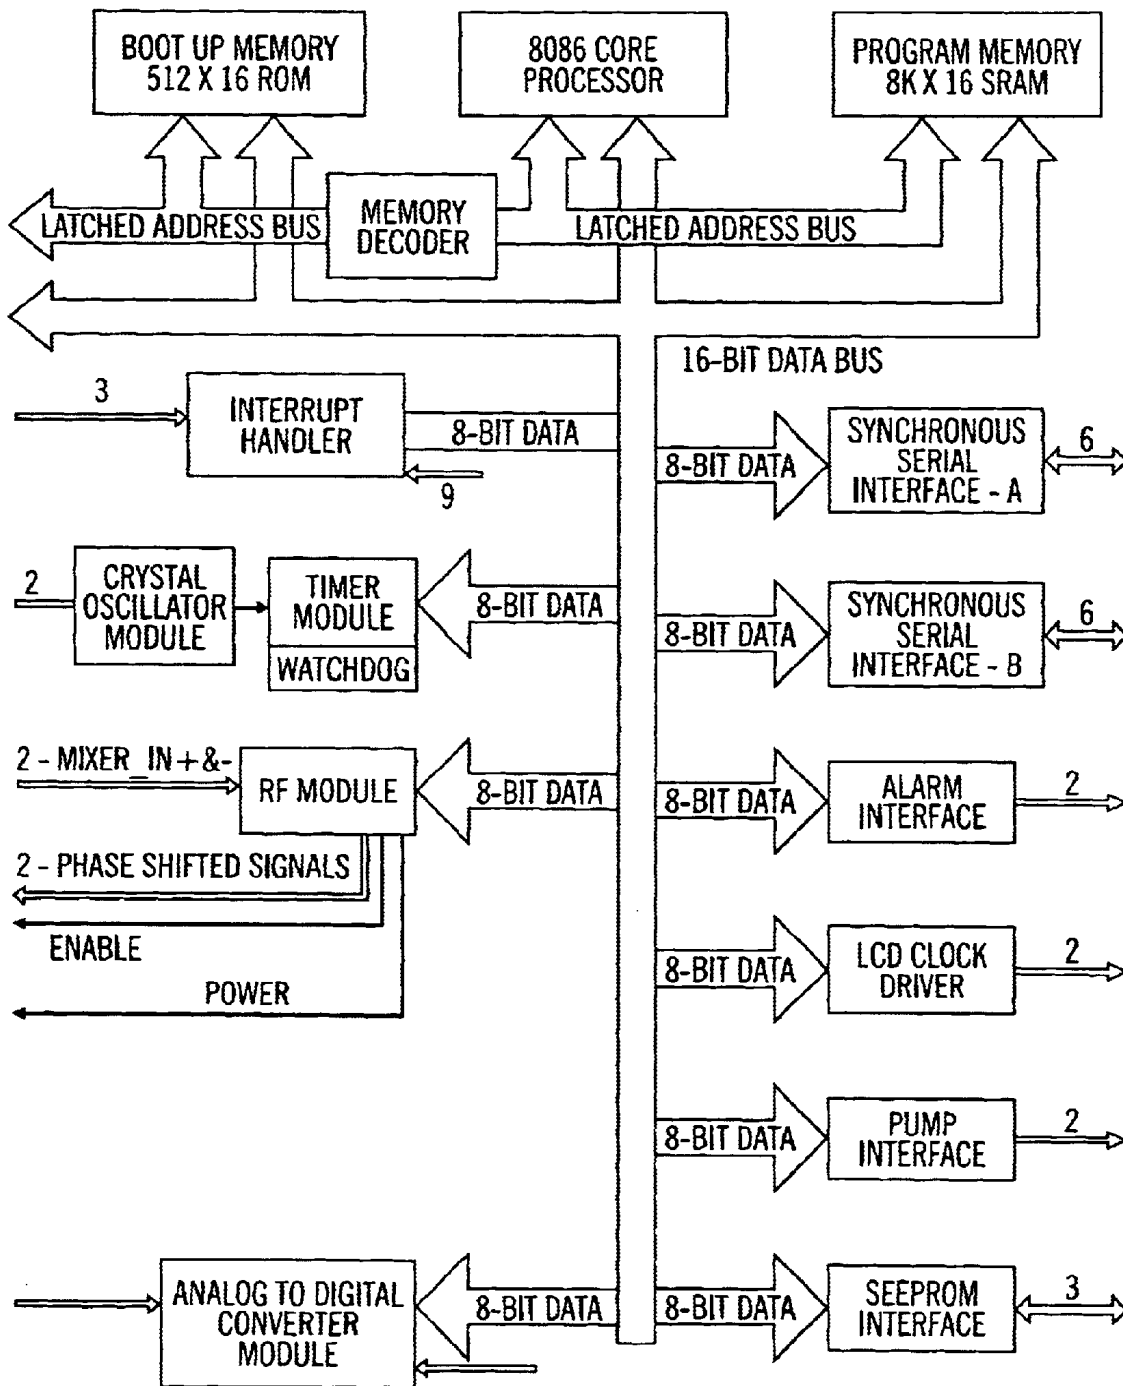 BOOT UP MEMORY
512 X 16 ROM
8086 CORE
PROCESSOR
PROGRAM MEMORY
8K X 16 SRAM
LATCHED ADDRESS BUS
MEMORY
DECODER
LATCHED ADDRESS BUS
16-BIT DATA BUS
3
INTERRUPT
HANDLER
8-BIT DATA
9
8-BIT DATA
SYNCHRONOUS
SERIAL
INTERFACE - A
6
2
CRYSTAL
OSCILLATOR
MODULE
TIMER
MODULE
WATCHDOG
8-BIT DATA
8-BIT DATA
SYNCHRONOUS
SERIAL
INTERFACE - B
6
2 - MIXER_IN+&-
RF MODULE
8-BIT DATA
8-BIT DATA
ALARM
INTERFACE
2
2 - PHASE SHIFTED SIGNALS
ENABLE
POWER
8-BIT DATA
LCD CLOCK
DRIVER
2
8-BIT DATA
PUMP
INTERFACE
2
ANALOG TO DIGITAL
CONVERTER
MODULE
8-BIT DATA
8-BIT DATA
SEEPROM
INTERFACE
3